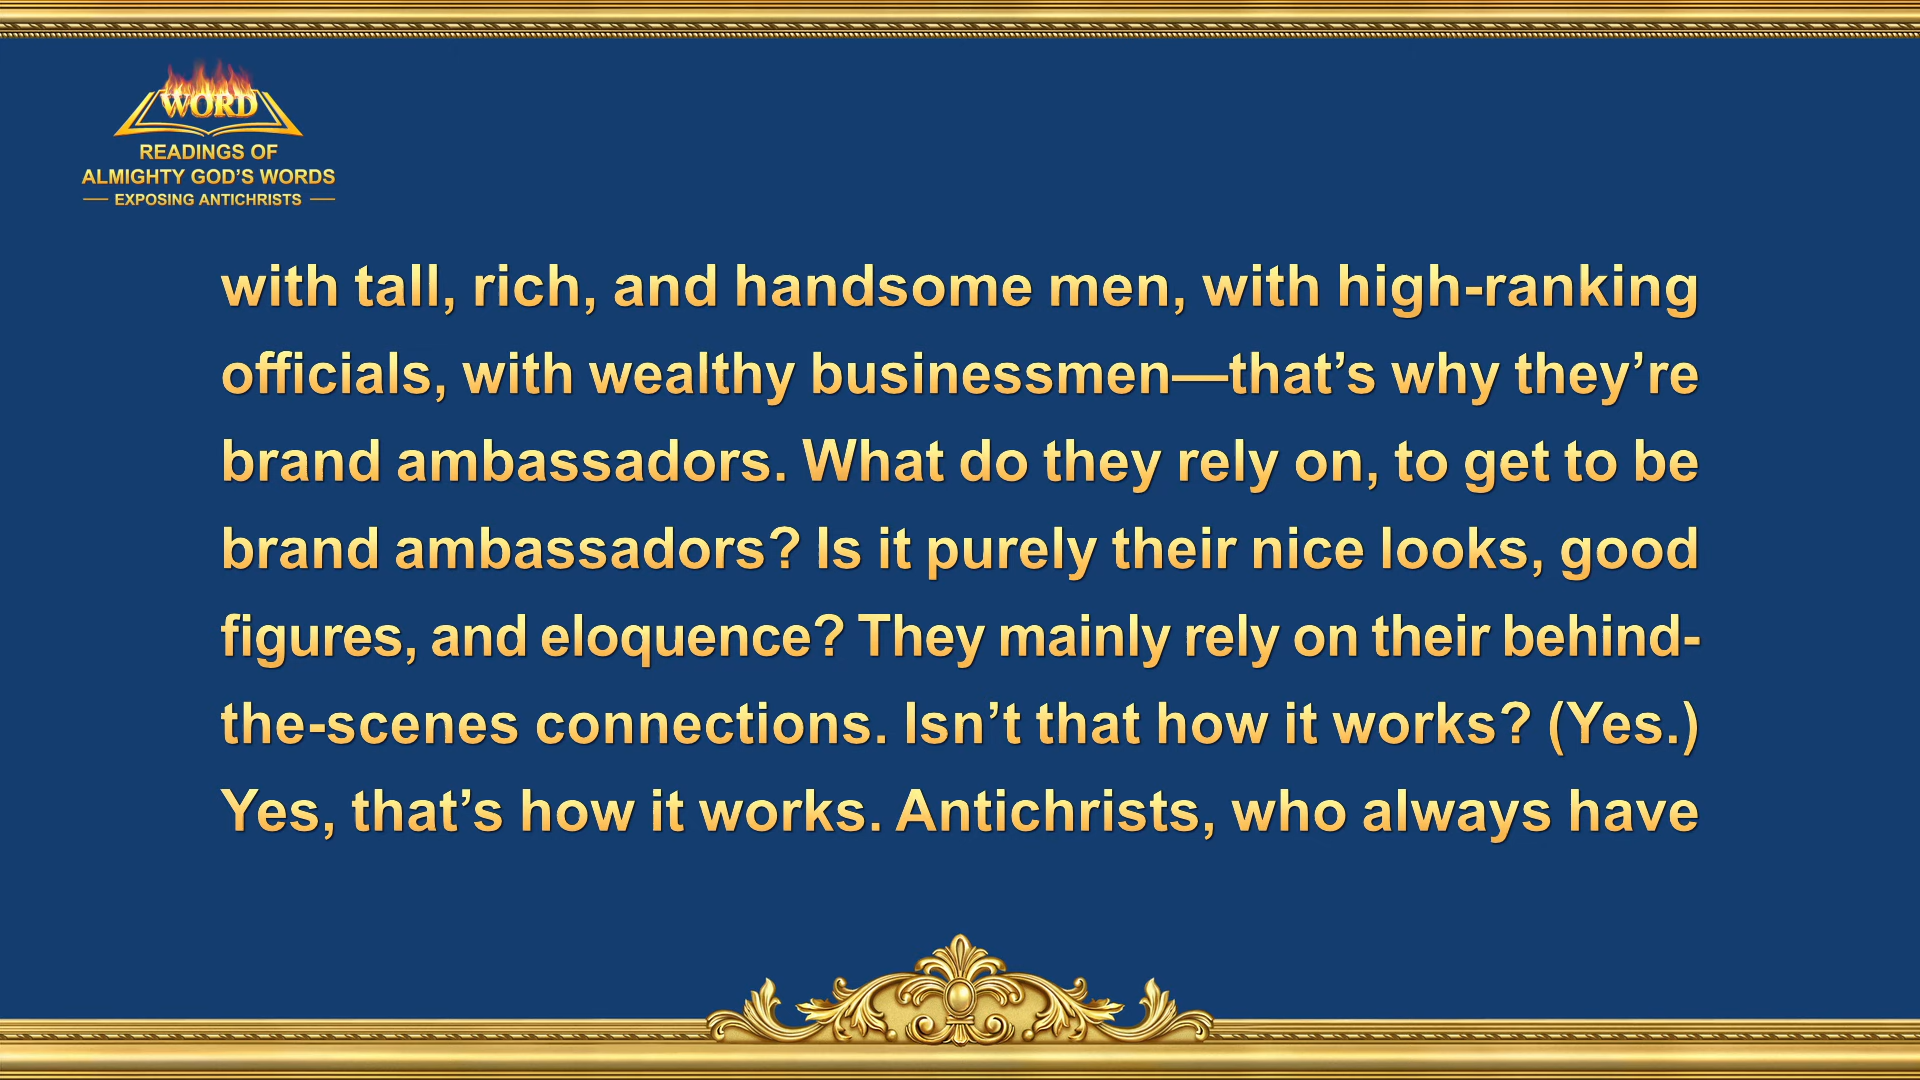 WORD
READINGS OF
ALMIGHTY GOD’S WORDS
EXPOSING ANTICHRISTS
with tall, rich, and handsome men, with high-ranking
officials, with wealthy businessmen—that’s why they’re
brand ambassadors. What do they rely on, to get to be
brand ambassadors? Is it purely their nice looks, good
figures, and eloquence? They mainly rely on their behind-
the-scenes connections. Isn’t that how it works? (Yes.)
Yes, that’s how it works. Antichrists, who always have